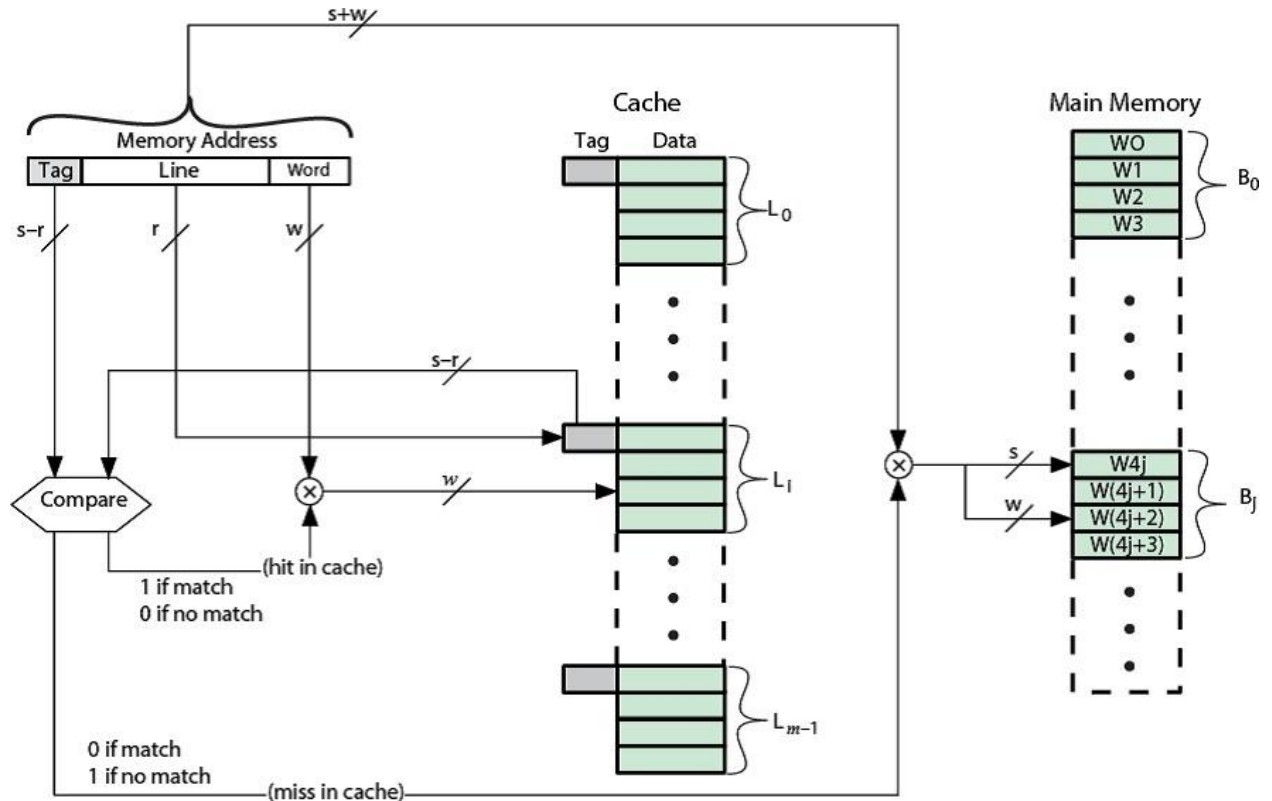 s+w
Cache
Main Memory
Memory Address
Tag Data
Tag Line Word
W0
W1
W2
W3
B0
L0
s–r
r
w
s–r
Compare
w
Li
s
w
W4j
W(4j+1)
W(4j+2)
W(4j+3)
Bj
(hit in cache)
1 if match
0 if no match
Lm–1
0 if match
1 if no match
(miss in cache)